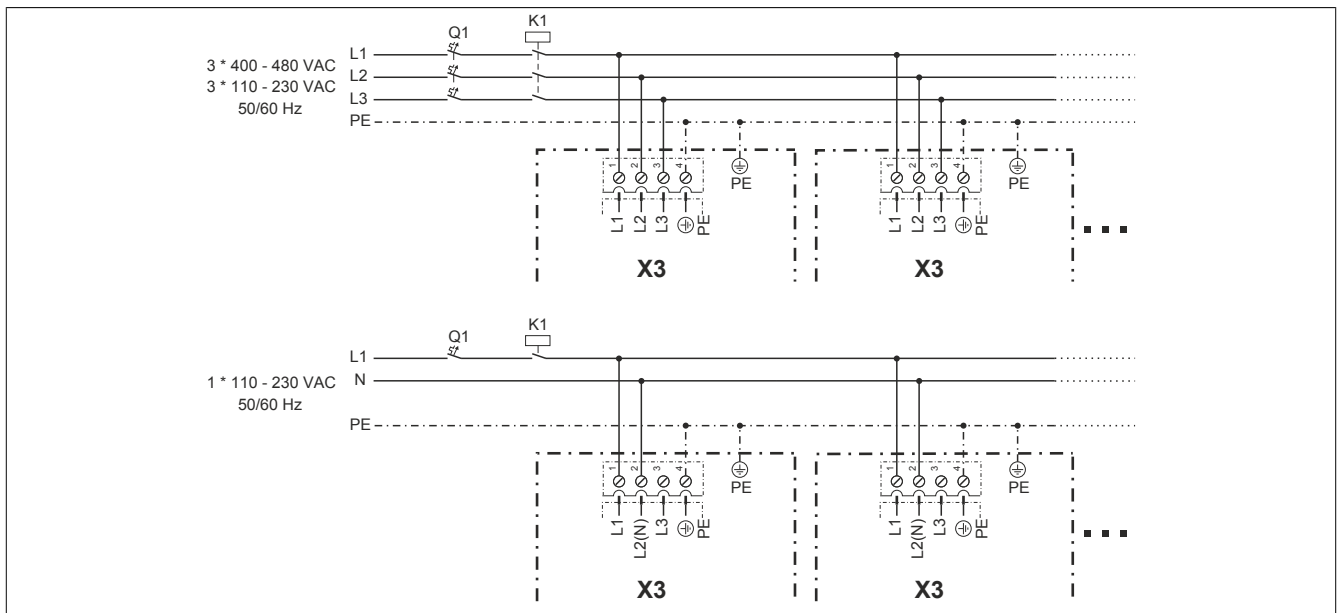 Q1 K1
L1
3 * 400 - 480 VAC
L2
3 * 110 - 230 VAC
L3
50/60 Hz
PE
1 2 3 4 1 2 3 4
PE PE
L1 L2 L3 PE L1 L2 L3 PE
X3 X3
Q1 K1
L1
1 * 110 - 230 VAC N
50/60 Hz
PE
1 2 3 4 1 2 3 4
PE PE
L1 L2(N) L3 PE L1 L2(N) L3 PE
X3 X3